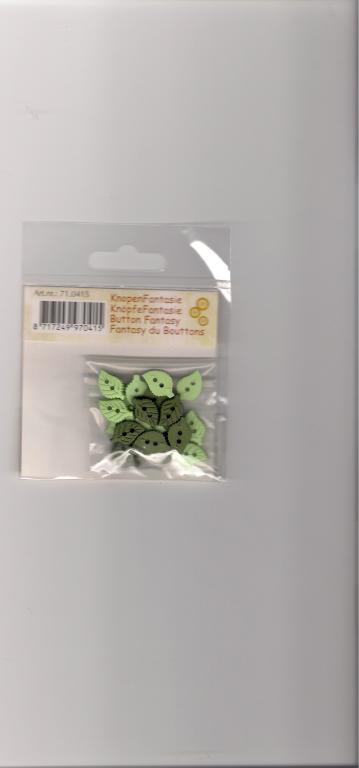 Art.nr.: 71.0415
KnopenFantasie
KnöpfeFantasie
Button Fantasy
Fantasy du Bouttons
8 717249 970415